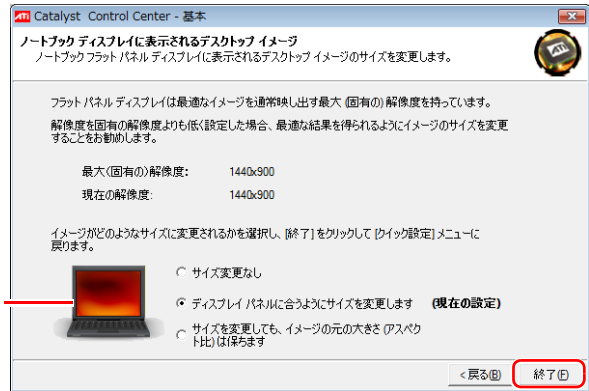 ATI Catalyst Control Center - 基本
ノートブック ディスプレイに表示されるデスクトップ イメージ
ノートブック フラット パネル ディスプレイに表示されるデスクトップ イメージのサイズを変更します。
ATI
フラット パネル ディスプレイは最適なイメージを通常映し出す最大 (固有の) 解像度を持っています。
解像度を固有の解像度よりも低く設定した場合、最適な結果を得られるようにイメージのサイズを変更
することをお勧めします。
最大(固有の)解像度: 1440x900
現在の解像度: 1440x900
イメージがどのようなサイズに変更されるかを選択し、[終了] をクリックして [クイック設定] メニューに
戻ります。
サイズ変更なし
ディスプレイ パネルに合うようにサイズを変更します (現在の設定)
サイズを変更しても、イメージの元の大きさ (アスペク
ト比) は保ちます
< 戻る(B) 終了(F)